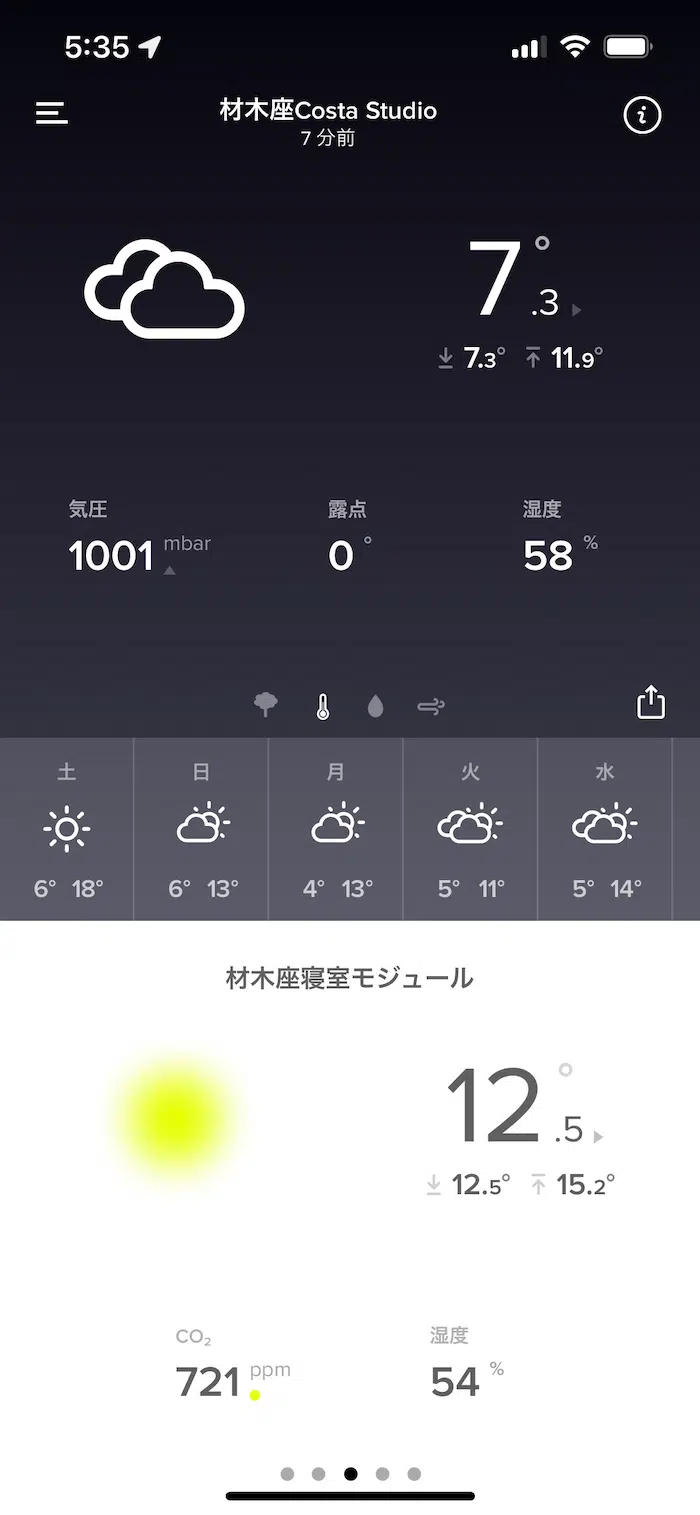 5:35
材木座Costa Studio
7 分前
7.3°
7.3° 11.9°
気圧 露点 湿度
1001 mbar 0° 58%
土 日 月 火 水
6° 18° 6° 13° 4° 13° 5° 11° 5° 14°
材木座寝室モジュール
12.5°
12.5° 15.2°
CO₂ 湿度
721 ppm 54%